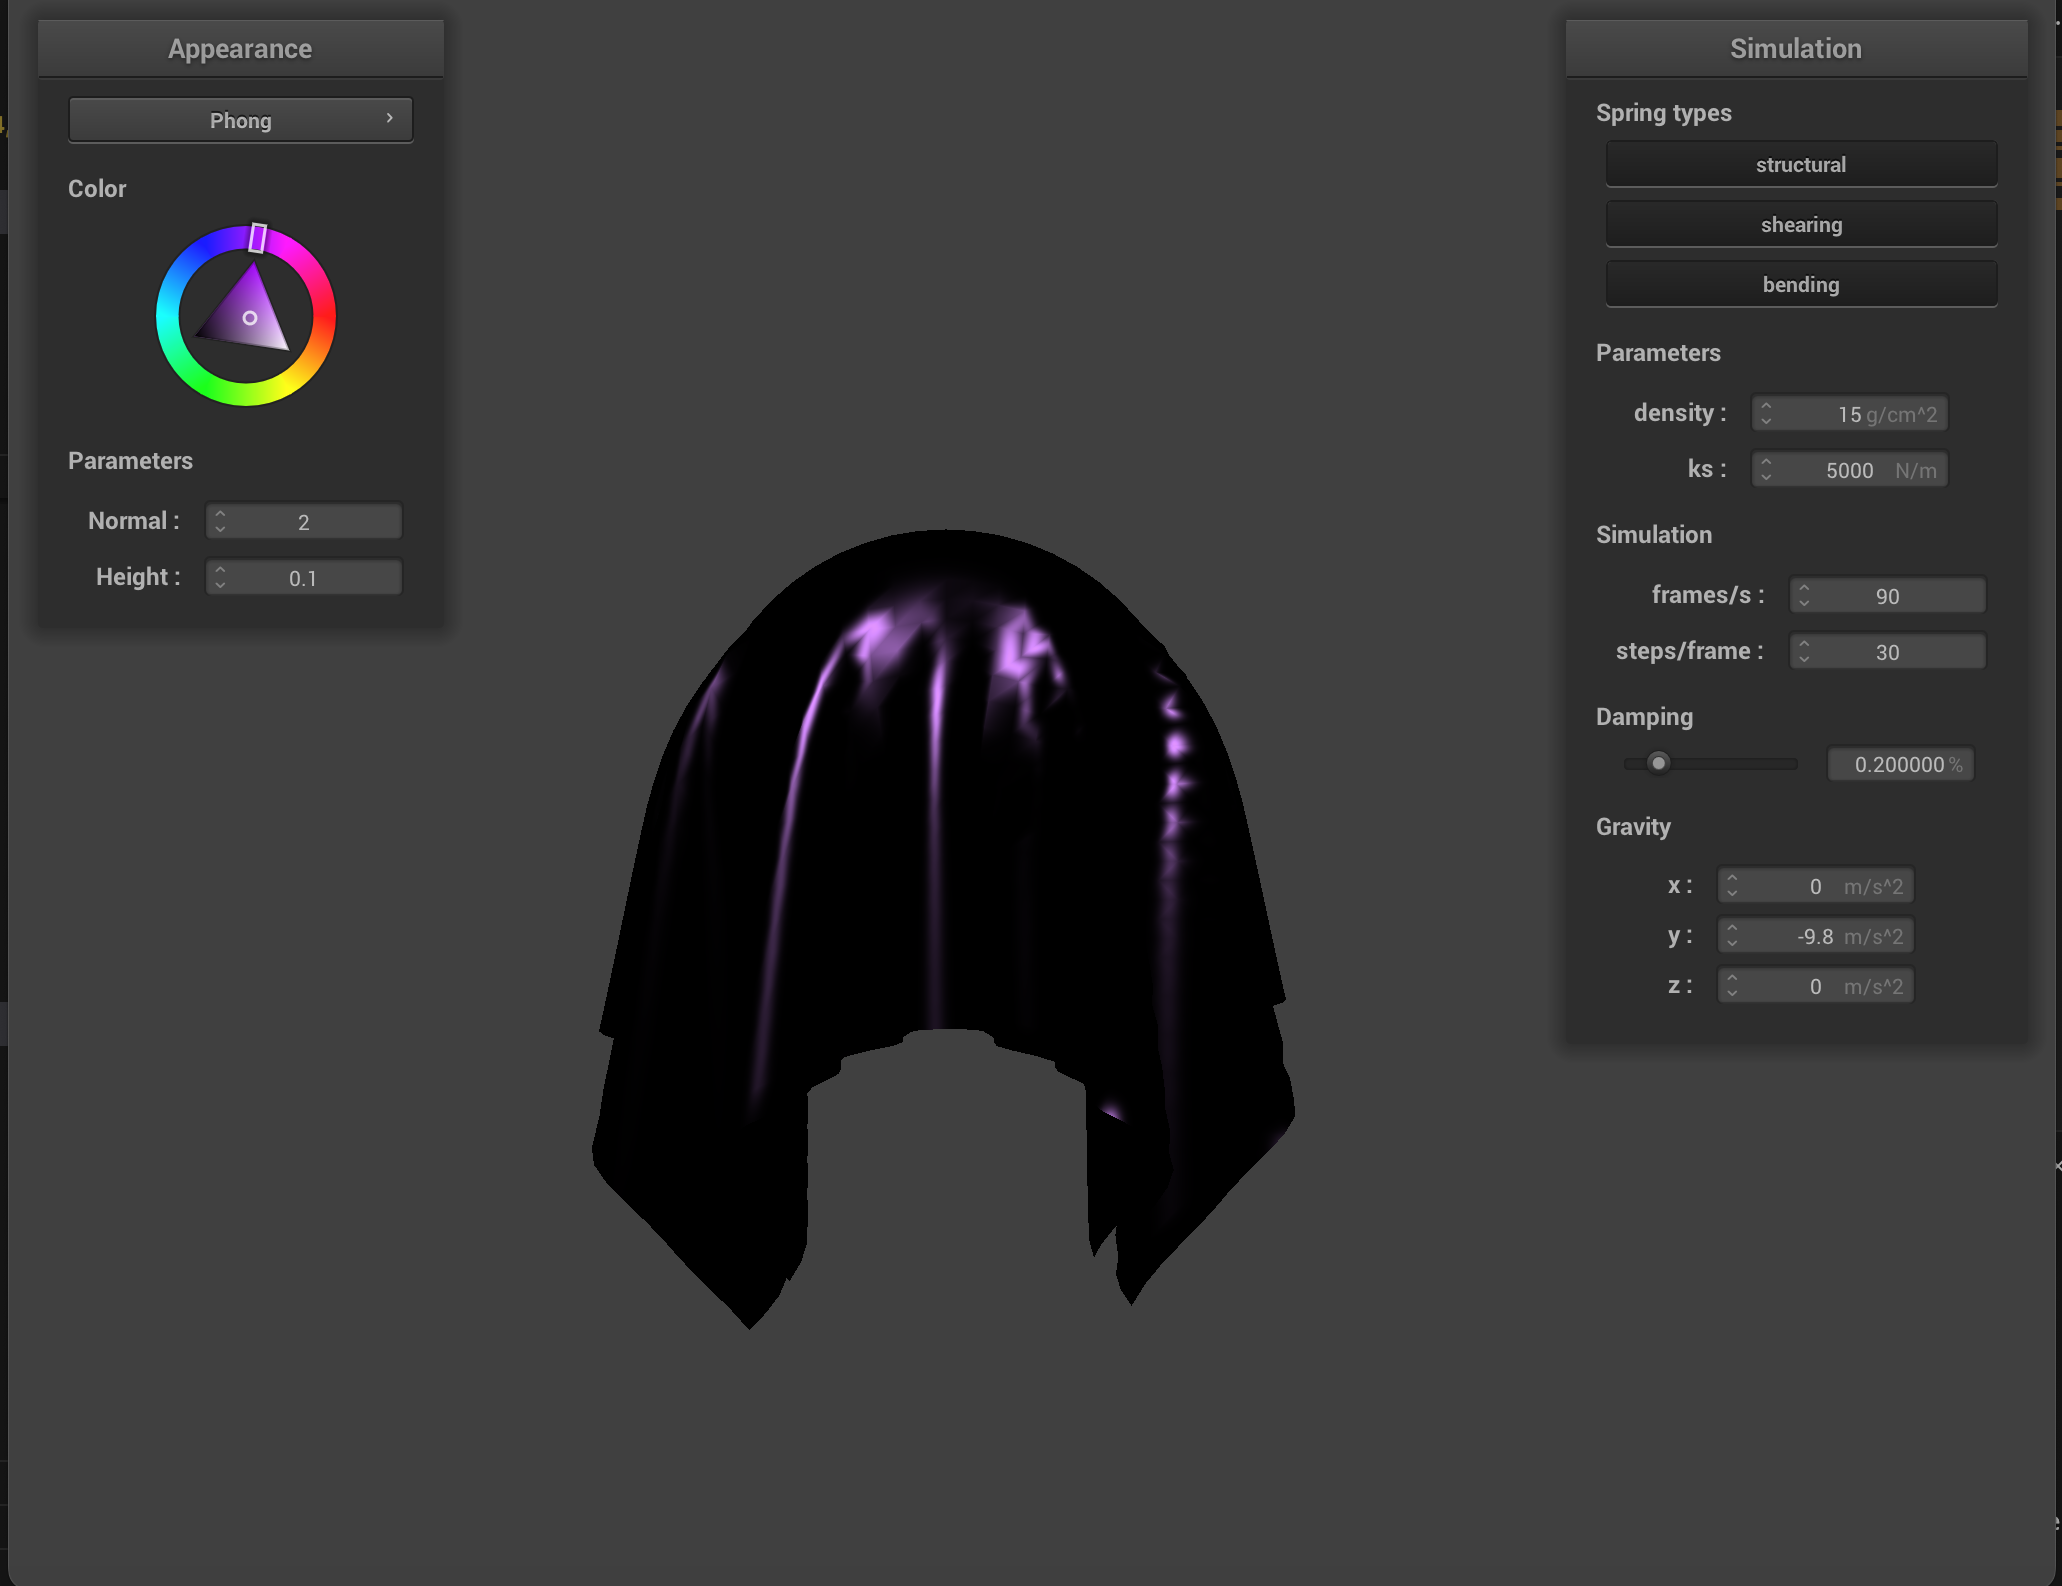 Appearance
Phong
Color
Parameters
Normal : 2
Height : 0.1
Simulation
Spring types
structural
shearing
bending
Parameters
density : 15 g/cm^2
ks : 5000 N/m
Simulation
frames/s : 90
steps/frame : 30
Damping
0.200000 %
Gravity
x : 0 m/s^2
y : -9.8 m/s^2
z : 0 m/s^2